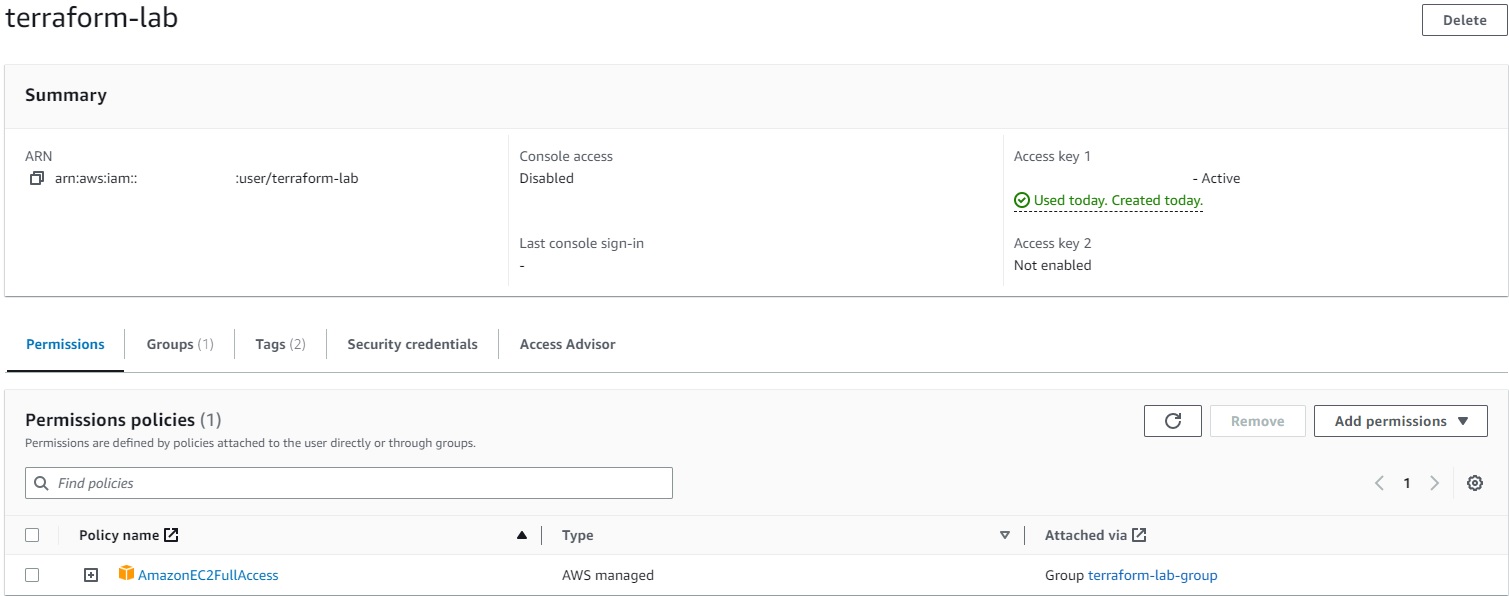 terraform-lab
Delete
Summary
ARN
arn:aws:iam:: :user/terraform-lab
Console access
Disabled
Last console sign-in
-
Access key 1
- Active
Used today. Created today.
Access key 2
Not enabled
Permissions Groups (1) Tags (2) Security credentials Access Advisor
Permissions policies (1)
Permissions are defined by policies attached to the user directly or through groups.
Remove
Add permissions
Find policies
1
Policy name Type Attached via
AmazonEC2FullAccess AWS managed Group terraform-lab-group